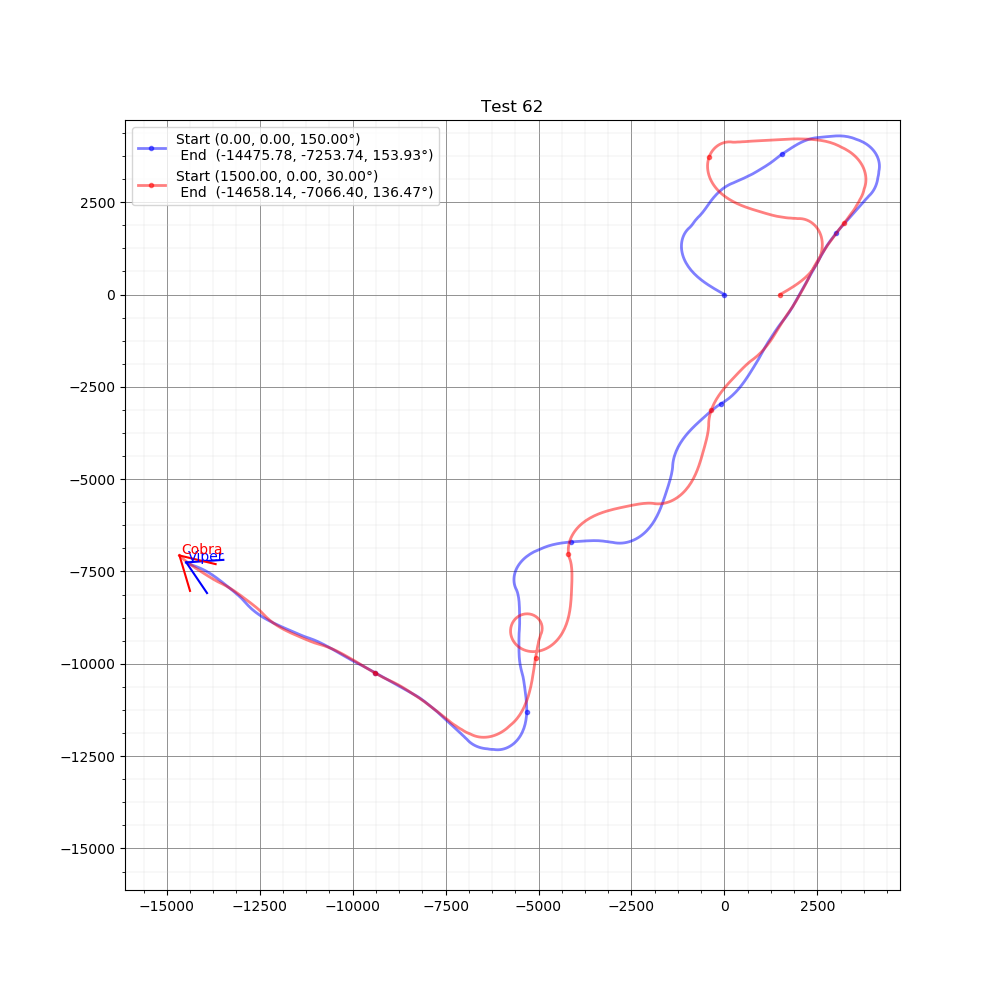 Test 62
Start (0.00, 0.00, 150.00°)
End (-14475.78, -7253.74, 153.93°)
Start (1500.00, 0.00, 30.00°)
End (-14658.14, -7066.40, 136.47°)
2500
0
−2500
−5000
Cobra
Viper
−7500
−10000
−12500
−15000
−15000 −12500 −10000 −7500 −5000 −2500 0 2500